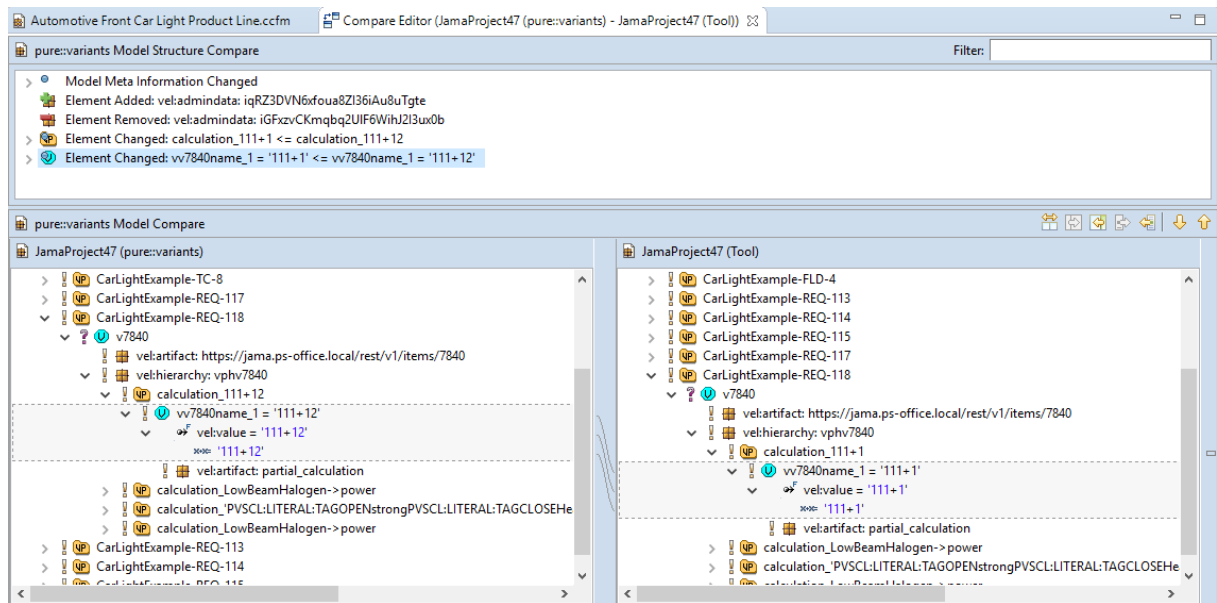 Automotive Front Car Light Product Line.ccfm
Compare Editor (JamaProject47 (pure::variants) - JamaProject47 (Tool))
pure::variants Model Structure Compare
Filter:
Model Meta Information Changed
Element Added: vel:admindata: iqRZ3DVN6xfoua8ZI36iAu8uTgte
Element Removed: vel:admindata: iGFxzvCKmqbq2UIF6WihJ2I3ux0b
Element Changed: calculation_111+1 <= calculation_111+12
Element Changed: vv7840name_1 = '111+1' <= vv7840name_1 = '111+12'
pure::variants Model Compare
JamaProject47 (pure::variants)
CarLightExample-TC-8
CarLightExample-REQ-117
CarLightExample-REQ-118
v7840
vel:artifact: https://jama.ps-office.local/rest/v1/items/7840
vel:hierarchy: vphv7840
calculation_111+12
vv7840name_1 = '111+12'
vel:value = '111+12'
'111+12'
vel:artifact: partial_calculation
calculation_LowBeamHalogen->power
calculation_'PVSCL:LITERAL:TAGOPENstrongPVSCL:LITERAL:TAGCLOSEHe
calculation_LowBeamHalogen->power
CarLightExample-REQ-113
CarLightExample-REQ-114
CarLightExample-REQ-115
JamaProject47 (Tool)
CarLightExample-FLD-4
CarLightExample-REQ-113
CarLightExample-REQ-114
CarLightExample-REQ-115
CarLightExample-REQ-117
CarLightExample-REQ-118
v7840
vel:artifact: https://jama.ps-office.local/rest/v1/items/7840
vel:hierarchy: vphv7840
calculation_111+1
vv7840name_1 = '111+1'
vel:value = '111+1'
'111+1'
vel:artifact: partial_calculation
calculation_LowBeamHalogen->power
calculation_'PVSCL:LITERAL:TAGOPENstrongPVSCL:LITERAL:TAGCLOSEHe
calculation_LowBeamHalogen->power